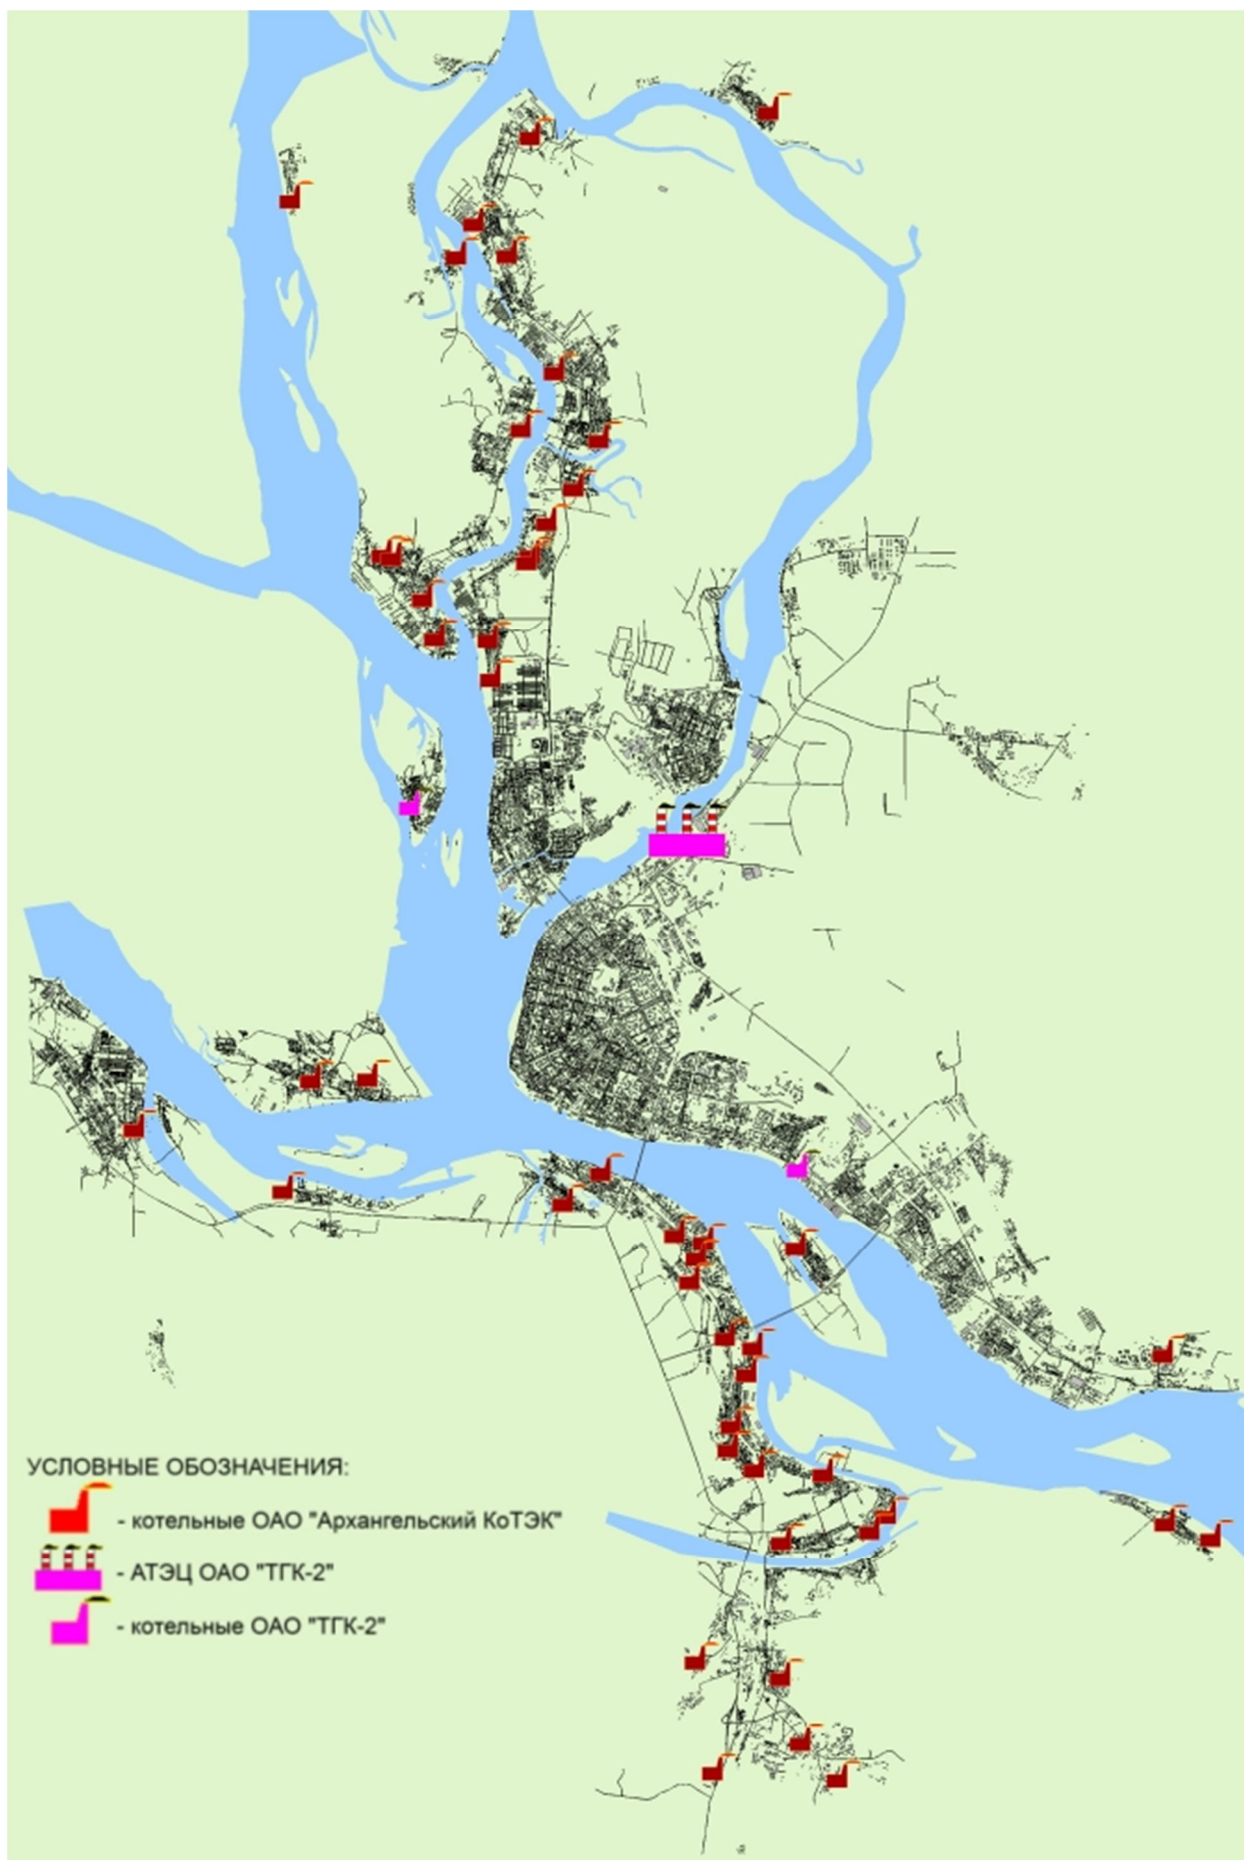 УСЛОВНЫЕ ОБОЗНАЧЕНИЯ:
- котельные ОАО "Архангельский КоТЭК"
- АТЭЦ ОАО "ТГК-2"
- котельные ОАО "ТГК-2"